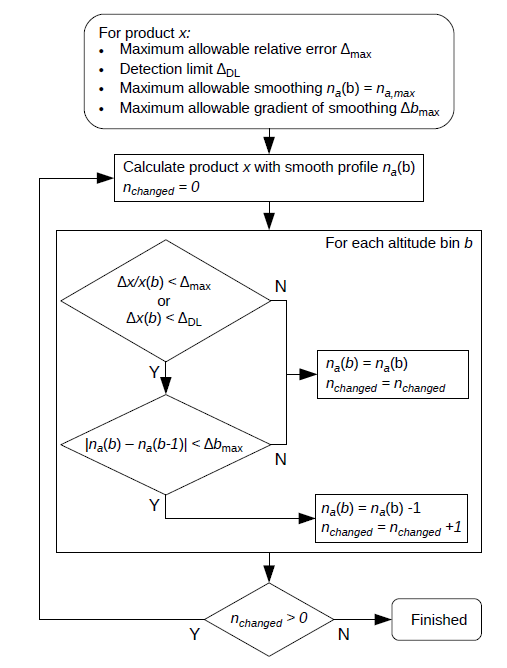 For product x:
• Maximum allowable relative error Δmax
• Detection limit ΔDL
• Maximum allowable smoothing na(b) = na,max
• Maximum allowable gradient of smoothing Δbmax
Calculate product x with smooth profile na(b)
nchanged = 0
For each altitude bin b
Δx/x(b) < Δmax
or
Δx(b) < ΔDL
N
Y
na(b) = na(b)
nchanged = nchanged
|na(b) – na(b-1)| < Δbmax
N
Y
na(b) = na(b) -1
nchanged = nchanged +1
nchanged > 0
Y
N
Finished